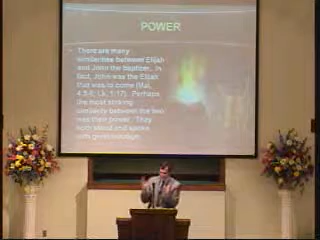 POWER
• There are many
similarities between Elijah
and John the baptizer. In
fact, John was the Elijah
that was to come (Mal.
4:5-6; Lk. 1:17). Perhaps
the most striking
similarity between the two
was their power. They
both stood and spoke
with great